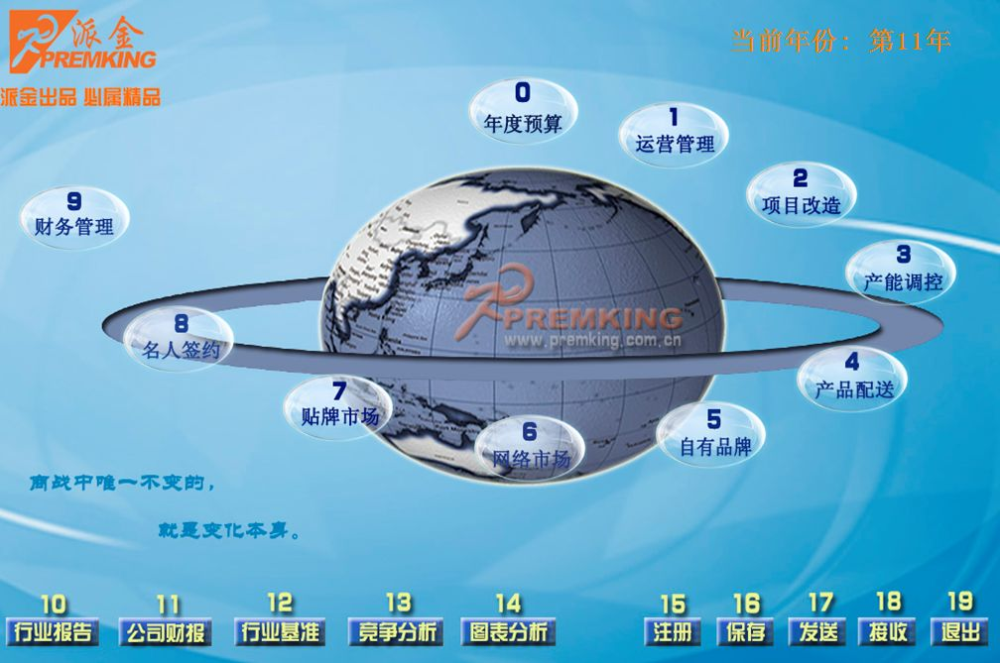 派金
PREMKING
派金出品 必属精品
当前年份: 第11年
0
年度预算
1
运营管理
2
项目改造
3
产能调控
4
产品配送
5
自有品牌
6
网络市场
7
贴牌市场
8
名人签约
9
财务管理
PREMKING
www.premking.com.cn
商战中唯一不变的,
就是变化本身。
10
行业报告
11
公司财报
12
行业基准
13
竞争分析
14
图表分析
15
注册
16
保存
17
发送
18
接收
19
退出